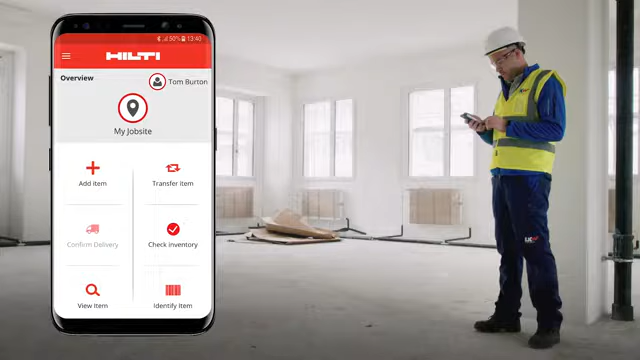 50% 13:40
HILTI
Overview
Tom Burton
My Jobsite
Add item
Transfer item
Confirm Delivery
Check inventory
View Item
Identify item